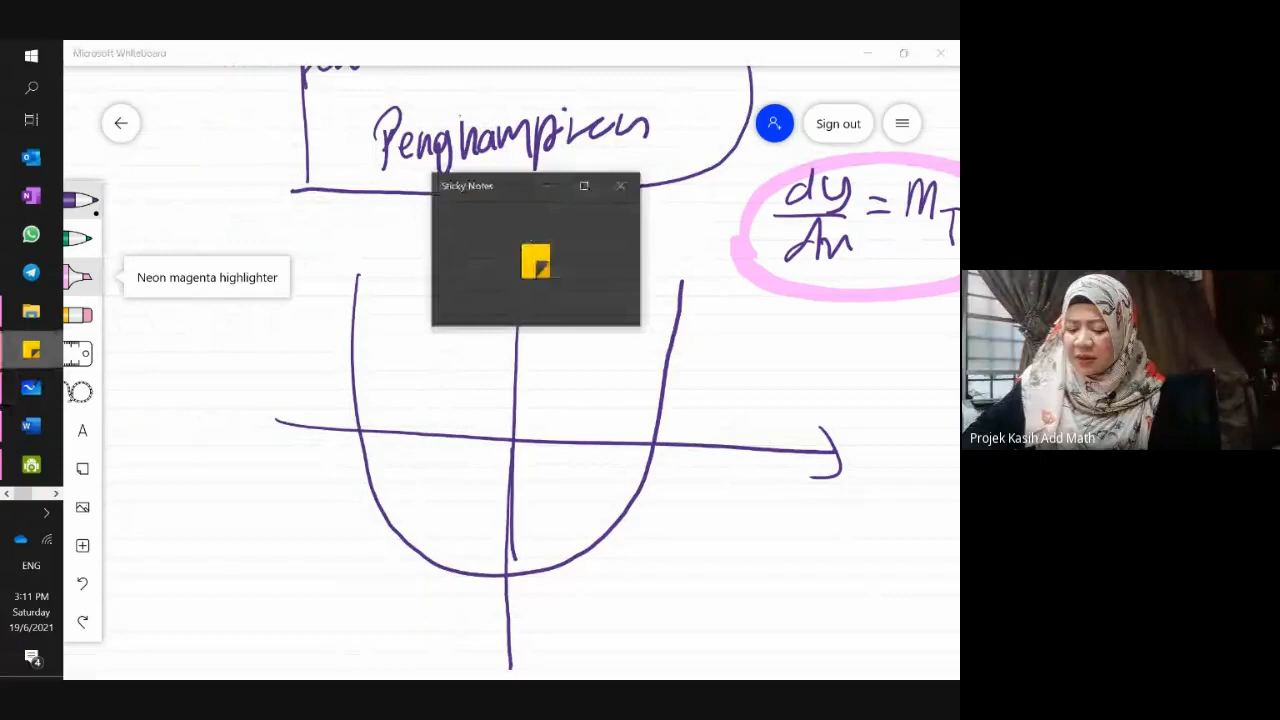 Microsoft Whiteboard
Penghampiran
Sign out
Sticky Notes
dy
dx
= m T
Neon magenta highlighter
Projek Kasih Add Math
A
ENG
3:11 PM
Saturday
19/6/2021
4